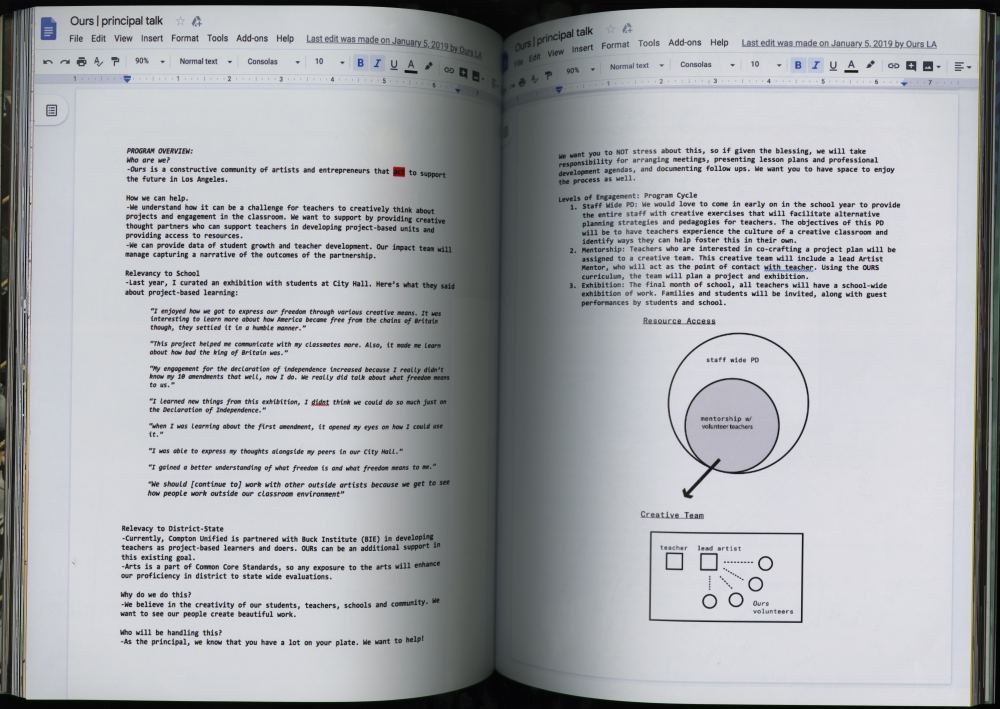 Ours | principal talk
File Edit View Insert Format Tools Add-ons Help Last edit was made on January 5, 2019 by Ours LA
90% Normal text Consolas 10 B I U A
1 1 2 3 4 5 6
PROGRAM OVERVIEW:
Who are we?
-Ours is a constructive community of artists and entrepreneurs that act to support
the future in Los Angeles.
How we can help.
-We understand how it can be a challenge for teachers to creatively think about
projects and engagement in the classroom. We want to support by providing creative
thought partners who can support teachers in developing project-based units and
providing access to resources.
-We can provide data of student growth and teacher development. Our impact team will
manage capturing a narrative of the outcomes of the partnership.
Relevancy to School
-Last year, I curated an exhibition with students at City Hall. Here's what they said
about project-based learning:
"I enjoyed how we got to express our freedom through various creative means. It was
interesting to learn more about how America became free from the chains of Britain
though, they settled it in a humble manner."
"This project helped me communicate with my classmates more. Also, it made me learn
about how bad the king of Britain was."
"My engagement for the declaration of independence increased because I really didn't
know my 10 amendments that well, now I do. We really did talk about what freedom means
to us."
"I learned new things from this exhibition, I didnt think we could do so much just on
the Declaration of Independence."
"when I was learning about the first amendment, it opened my eyes on how I could use
it."
"I was able to express my thoughts alongside my peers in our City Hall."
"I gained a better understanding of what freedom is and what freedom means to me."
"We should [continue to] work with other outside artists because we get to see
how people work outside our classroom environment"
Relevacy to District-State
-Currently, Compton Unified is partnered with Buck Institute (BIE) in developing
teachers as project-based learners and doers. OURs can be an additional support in
this existing goal.
-Arts is a part of Common Core Standards, so any exposure to the arts will enhance
our proficiency in district to state wide evaluations.
Why do we do this?
-We believe in the creativity of our students, teachers, schools and community. We
want to see our people create beautiful work.
Who will be handling this?
-As the principal, we know that you have a lot on your plate. We want to help!
Ours | principal talk
File Edit View Insert Format Tools Add-ons Help Last edit was made on January 5, 2019 by Ours LA
90% Normal text Consolas 10 B I U A
1 2 3 4 5 6 7
We want you to NOT stress about this, so if given the blessing, we will take
responsibility for arranging meetings, presenting lesson plans and professional
development agendas, and documenting follow ups. We want you to have space to enjoy
the process as well.
Levels of Engagement: Program Cycle
1. Staff Wide PD: We would love to come in early on in the school year to provide
the entire staff with creative exercises that will facilitate alternative
planning strategies and pedagogies for teachers. The objectives of this PD
will be to have teachers experience the culture of a creative classroom and
identify ways they can help foster this in their own.
2. Mentorship: Teachers who are interested in co-crafting a project plan will be
assigned to a creative team. This creative team will include a lead Artist
Mentor, who will act as the point of contact with teacher. Using the OURS
curriculum, the team will plan a project and exhibition.
3. Exhibition: The final month of school, all teachers will have a school-wide
exhibition of work. Families and students will be invited, along with guest
performances by students and school.
Resource Access
staff wide PD
mentorship w/
volunteer teachers
Creative Team
teacher lead artist
Ours
volunteers